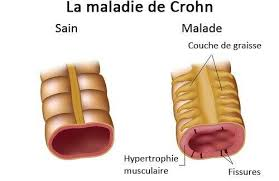 La maladie de Crohn
Sain
Malade
Couche de graisse
Hypertrophie
musculaire
Fissures